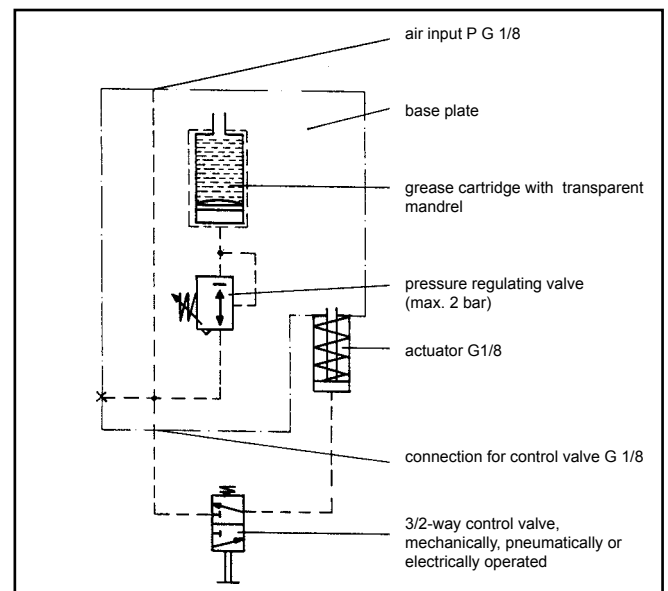 air input P G 1/8
base plate
grease cartridge with transparent
mandrel
pressure regulating valve
(max. 2 bar)
actuator G1/8
connection for control valve G 1/8
3/2-way control valve,
mechanically, pneumatically or
electrically operated